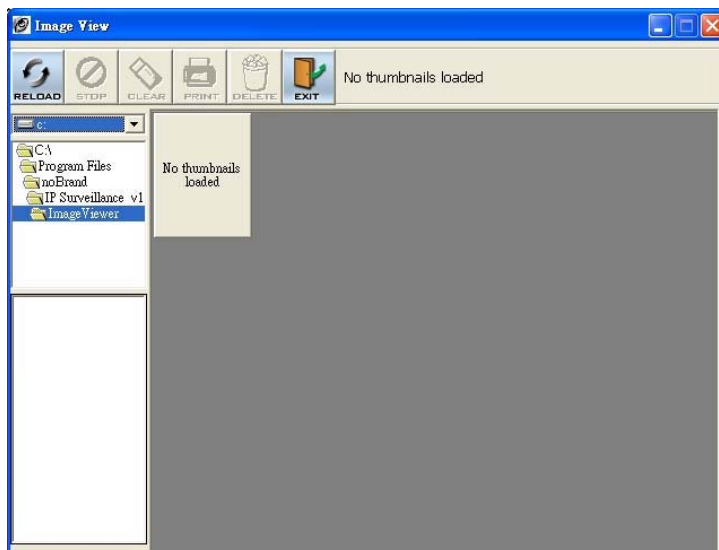 Image View
RELOAD STOP CLEAR PRINT DELETE EXIT
No thumbnails loaded
c:
C:\
Program Files
noBrand
IP Surveillance v1
ImageViewer
No thumbnails
loaded